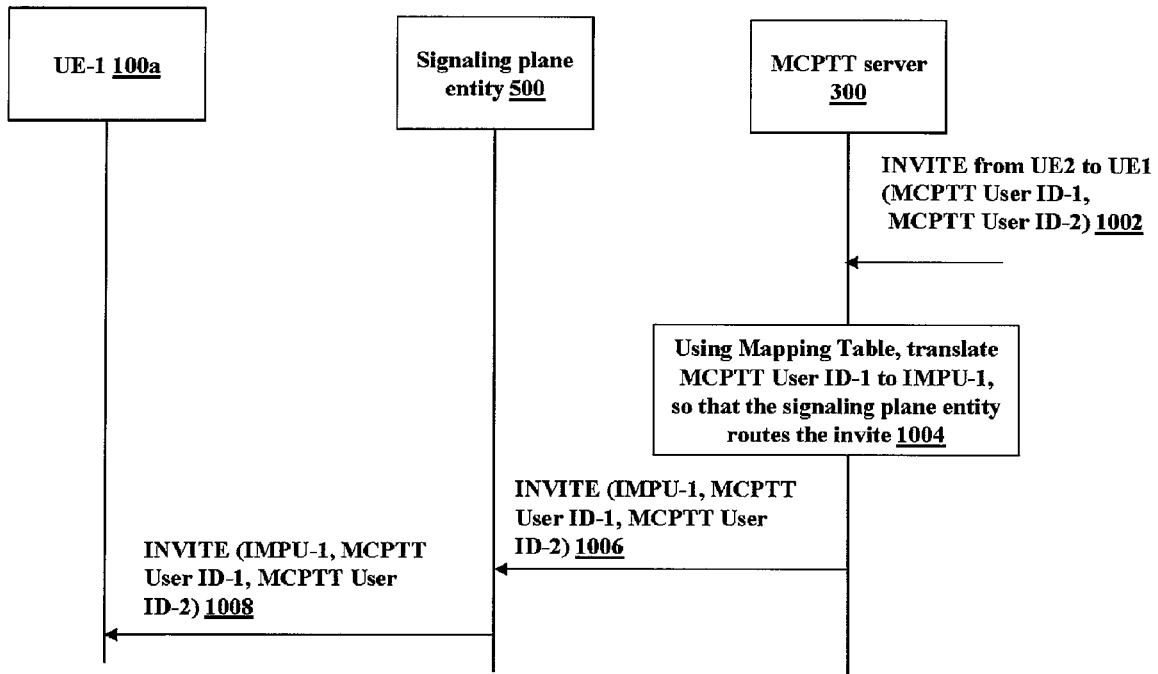 UE-1 100a
Signaling plane
entity 500
MCPTT server
300
INVITE from UE2 to UE1
(MCPTT User ID-1,
MCPTT User ID-2) 1002
Using Mapping Table, translate
MCPTT User ID-1 to IMPU-1,
so that the signaling plane entity
routes the invite 1004
INVITE (IMPU-1, MCPTT
User ID-1, MCPTT User
ID-2) 1006
INVITE (IMPU-1, MCPTT
User ID-1, MCPTT User
ID-2) 1008